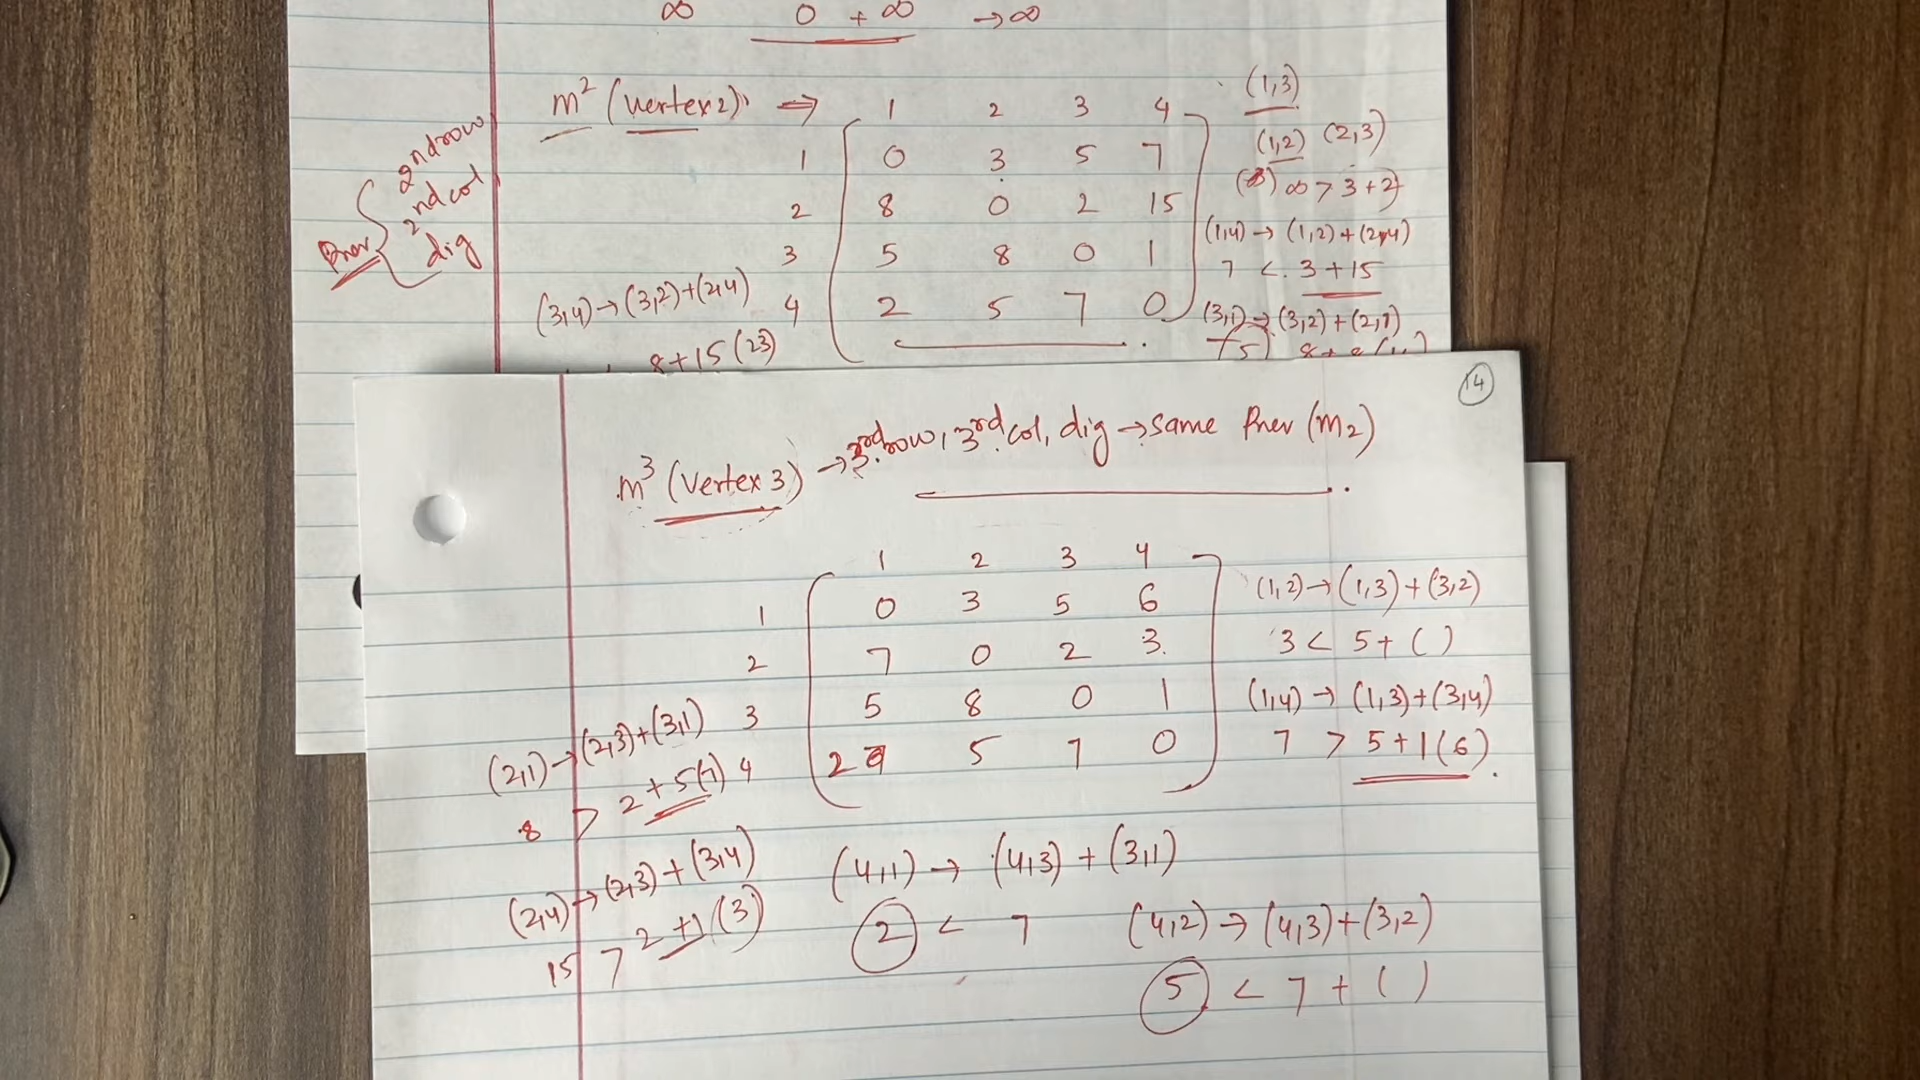 ∞ 0 + ∞ → ∞
m² (vertex 2) → 1 2 3 4
1 0 3 5 7
2 8 0 2 15
3 5 8 0 1
4 2 5 7 0
Prev { 2nd row
2nd col
dig
(3,4) → (3,2)+(2,4)
8+15 (23)
(1,3)
(1,2) (2,3)
∞ > 3+2
(1,4) → (1,2)+(2,4)
7 < 3+15
(3,1) → (3,2)+(2,1)
14
m³ (Vertex 3) → 3rd row, 3rd col, dig → same Prev (m2)
1 2 3 4
1 0 3 5 6
2 7 0 2 3
3 5 8 0 1
4 2 5 7 0
(1,2) → (1,3)+(3,2)
3 < 5+ ( )
(1,4) → (1,3)+(3,4)
7 > 5+1(6)
(2,1) → (2,3)+(3,1)
8 > 2+5(7)
(2,4) → (2,3)+(3,4)
15 > 2+1 (3)
(4,1) → (4,3) + (3,1)
2 < 7
(4,2) → (4,3)+(3,2)
5 < 7 + ( )